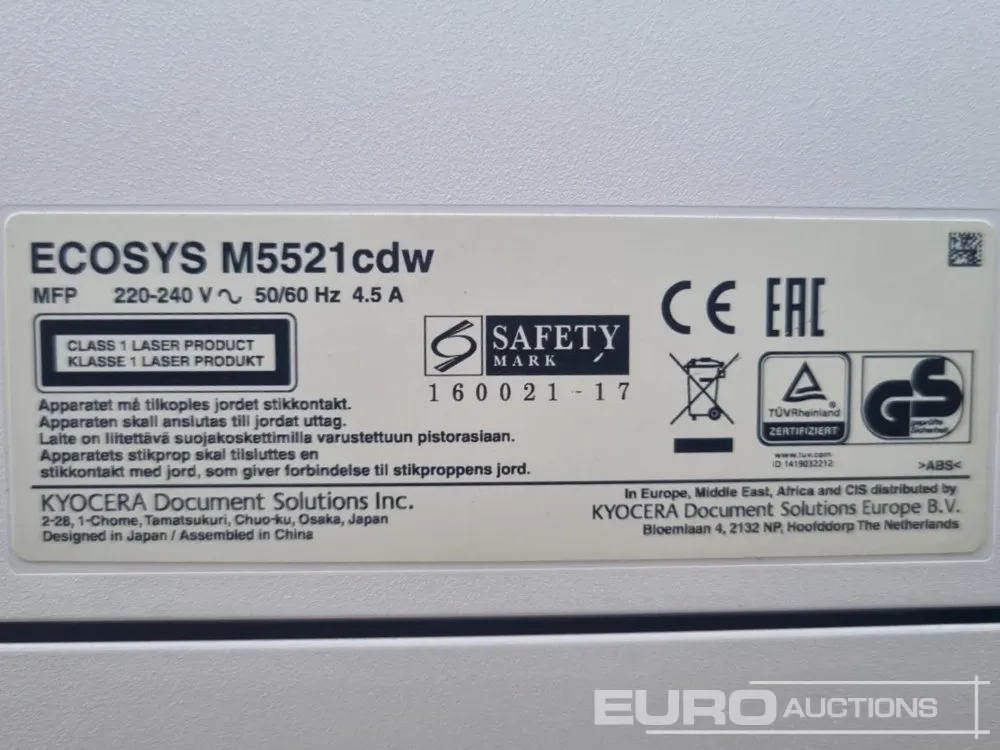 ECOSYS M5521cdw
MFP 220-240 V ∿ 50/60 Hz 4.5 A
CLASS 1 LASER PRODUCT
KLASSE 1 LASER PRODUKT
SAFETY
MARK
160021-17
CE EAC
TÜVRheinland
ZERTIFIZIERT
GS
geprüfte
Sicherheit
www.tuv.com
ID 1419032212
>ABS<
Apparatet må tilkoples jordet stikkontakt.
Apparaten skall anslutas till jordat uttag.
Laite on liitettävä suojakoskettimilla varustettuun pistorasiaan.
Apparatets stikprop skal tilsluttes en
stikkontakt med jord, som giver forbindelse til stikproppens jord.
KYOCERA Document Solutions Inc.
2-28, 1-Chome, Tamatsukuri, Chuo-ku, Osaka, Japan
Designed in Japan / Assembled in China
In Europe, Middle East, Africa and CIS distributed by
KYOCERA Document Solutions Europe B.V.
Bloemlaan 4, 2132 NP, Hoofddorp The Netherlands
EURO AUCTIONS